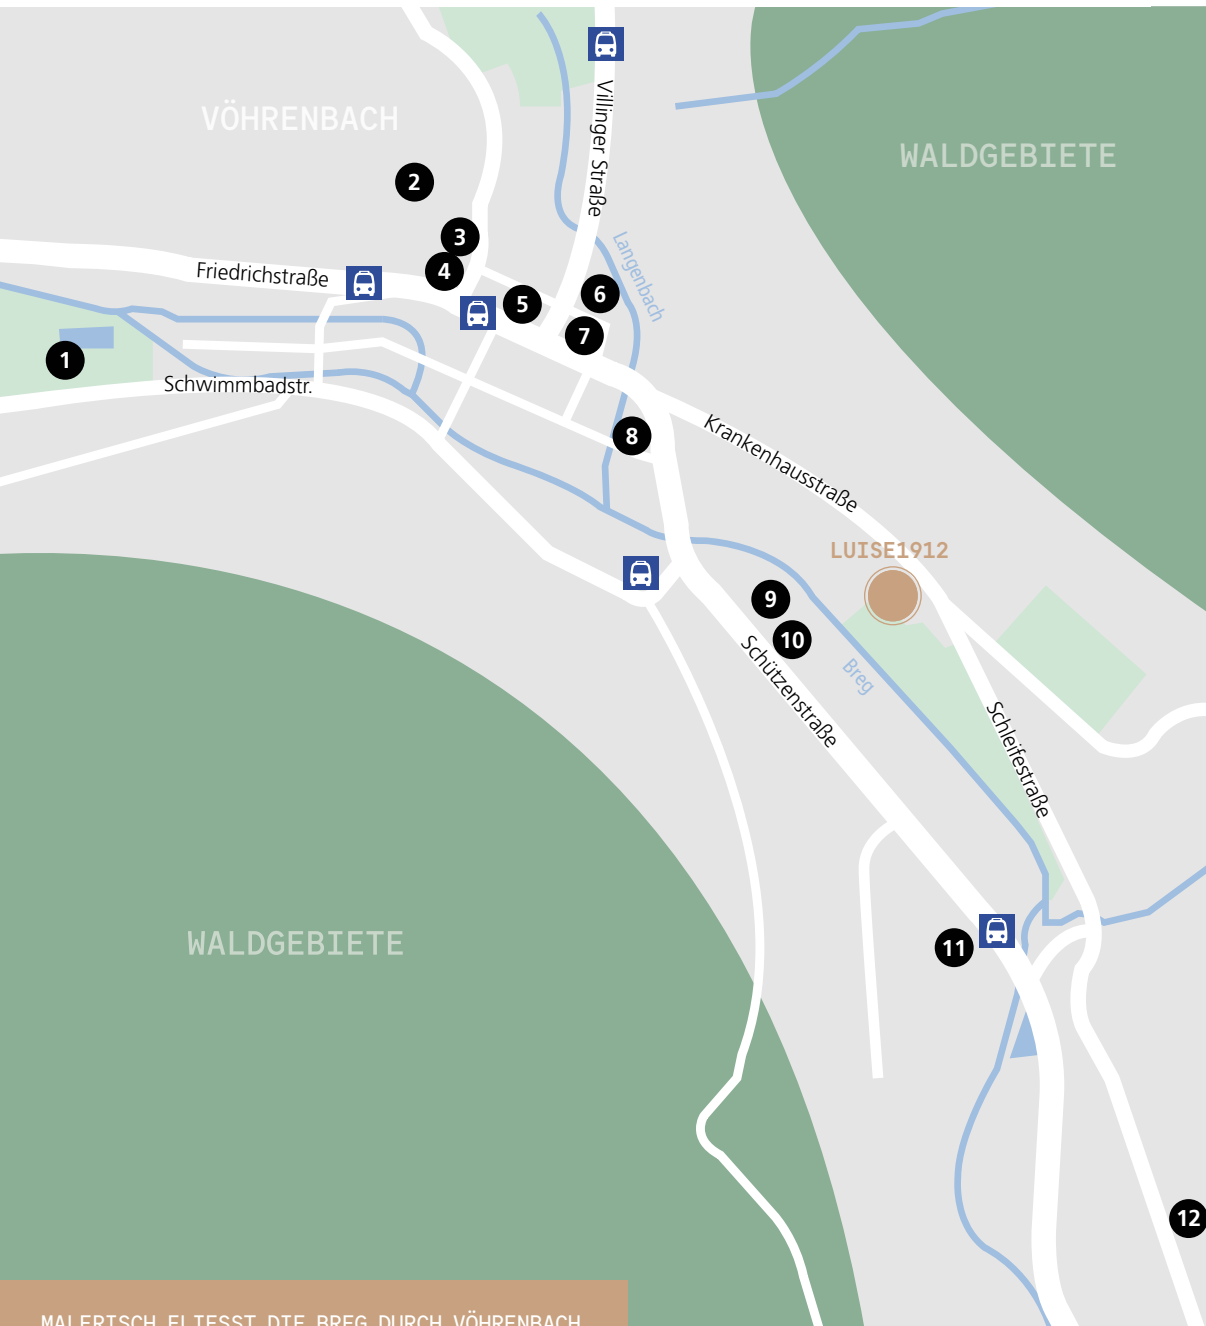 Villinger Straße
VÖHRENBACH
WALDGEBIETE
2
3
Langenbach
Friedrichstraße
4
5
6
7
1
Schwimmbadstr.
8
Krankenhausstraße
LUISE1912
9
10
Schützenstraße
Breg
Schleifestraße
WALDGEBIETE
11
12
MALERISCH FLIESST DIE BREG DURCH VÖHRENBACH